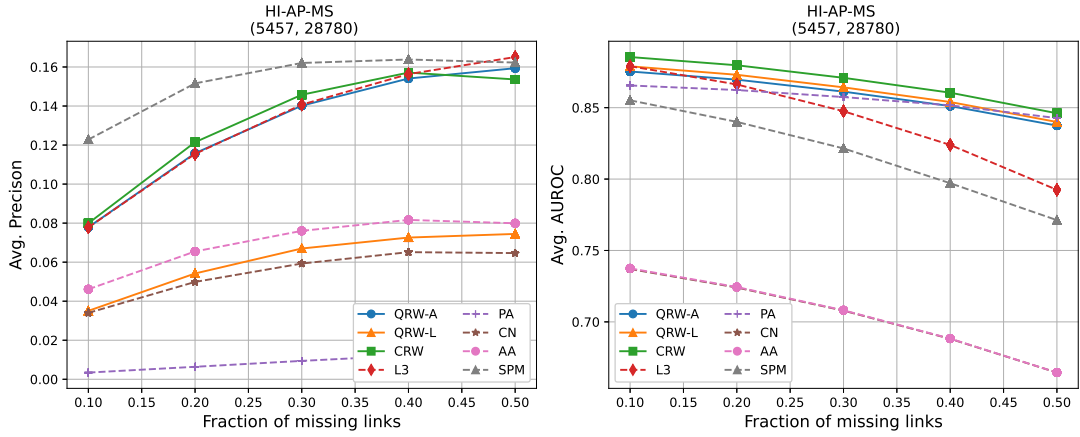 HI-AP-MS
(5457, 28780)
Avg. Precison
0.16
0.14
0.12
0.10
0.08
0.06
0.04
0.02
0.00
QRW-A
QRW-L
CRW
L3
PA
CN
AA
SPM
0.10 0.15 0.20 0.25 0.30 0.35 0.40 0.45 0.50
Fraction of missing links
HI-AP-MS
(5457, 28780)
Avg. AUROC
0.85
0.80
0.75
0.70
QRW-A
QRW-L
CRW
L3
PA
CN
AA
SPM
0.10 0.15 0.20 0.25 0.30 0.35 0.40 0.45 0.50
Fraction of missing links